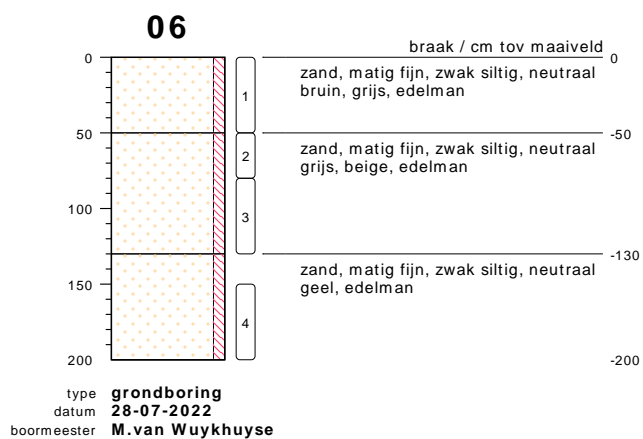 06
braak / cm tov maaiveld
0
0
zand, matig fijn, zwak siltig, neutraal
bruin, grijs, edelman
1
50
-50
zand, matig fijn, zwak siltig, neutraal
grijs, beige, edelman
2
100
3
-130
zand, matig fijn, zwak siltig, neutraal
geel, edelman
150
4
200
-200
type grondboring
datum 28-07-2022
boormeester M.van Wuykhuyse